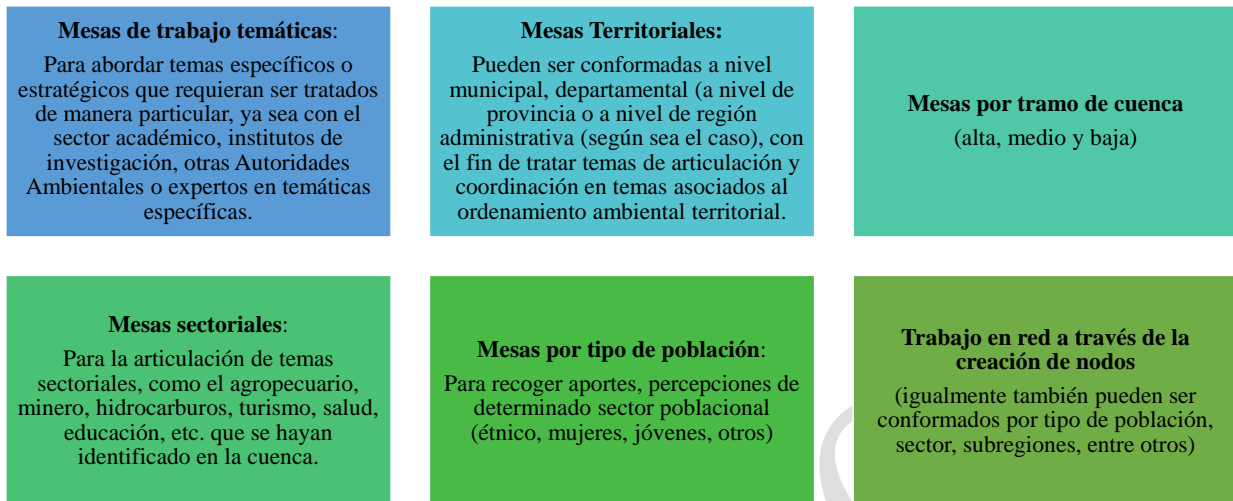 Mesas de trabajo temáticas:
Para abordar temas específicos o
estratégicos que requieran ser tratados
de manera particular, ya sea con el
sector académico, institutos de
investigación, otras Autoridades
Ambientales o expertos en temáticas
específicas.
Mesas Territoriales:
Pueden ser conformadas a nivel
municipal, departamental (a nivel de
provincia o a nivel de región
administrativa (según sea el caso), con
el fin de tratar temas de articulación y
coordinación en temas asociados al
ordenamiento ambiental territorial.
Mesas por tramo de cuenca
(alta, medio y baja)
Mesas sectoriales:
Para la articulación de temas
sectoriales, como el agropecuario,
minero, hidrocarburos, turismo, salud,
educación, etc. que se hayan
identificado en la cuenca.
Mesas por tipo de población:
Para recoger aportes, percepciones de
determinado sector poblacional
(étnico, mujeres, jóvenes, otros)
Trabajo en red a través de la
creación de nodos
(igualmente también pueden ser
conformados por tipo de población,
sector, subregiones, entre otros)